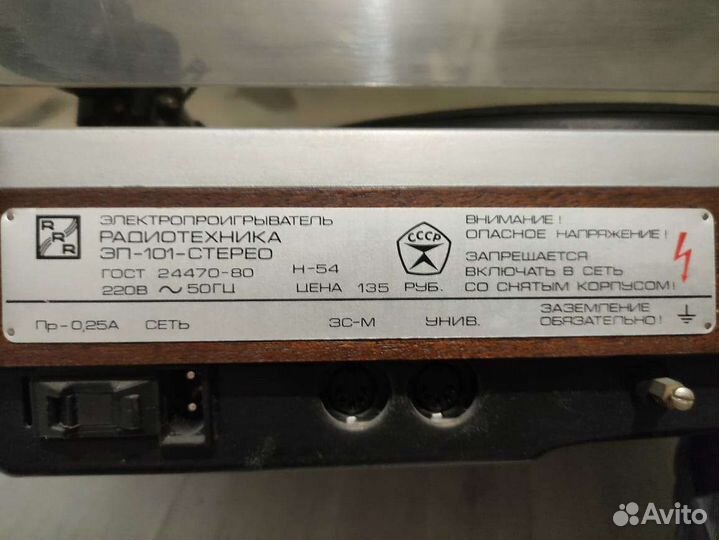 RRR
ЭЛЕКТРОПРОИГРЫВАТЕЛЬ
РАДИОТЕХНИКА
ЭП-101-СТЕРЕО
ГОСТ 24470-80 Н-54
220В ~ 50ГЦ ЦЕНА 135 РУБ.
СССР
ВНИМАНИЕ!
ОПАСНОЕ НАПРЯЖЕНИЕ!
ЗАПРЕЩАЕТСЯ
ВКЛЮЧАТЬ В СЕТЬ
СО СНЯТЫМ КОРПУСОМ!
Пр-0,25А СЕТЬ ЗС-М УНИВ.
ЗАЗЕМЛЕНИЕ
ОБЯЗАТЕЛЬНО!
Avito